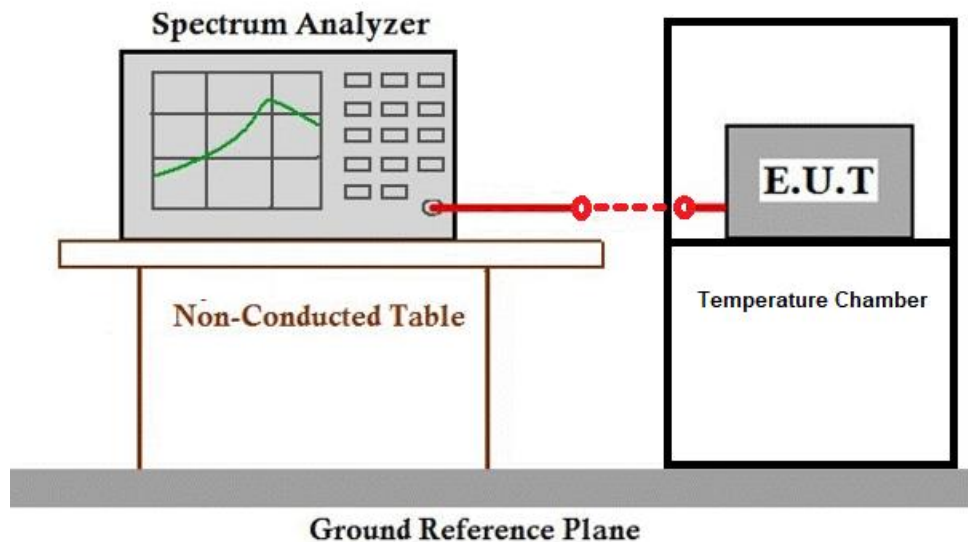 Spectrum Analyzer
E.U.T
Temperature Chamber
Non-Conducted Table
Ground Reference Plane